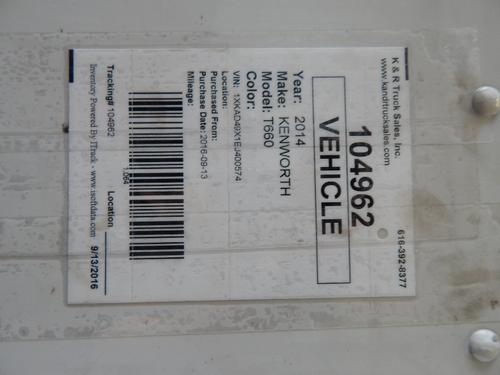 K & R Truck Sales, Inc.
www.kandrtrucksales.com 616-392-8377
104962
VEHICLE
Year: 2014
Make: KENWORTH
Model: T660
Color:
VIN: 1XKAD49X1EJ400574
Location:
Purchased From:
Purchase Date: 2016-09-13
Mileage:
Tracking# 104962 Location 9/13/2016
Inventory Powered By ITrack - www.isoftdata.com